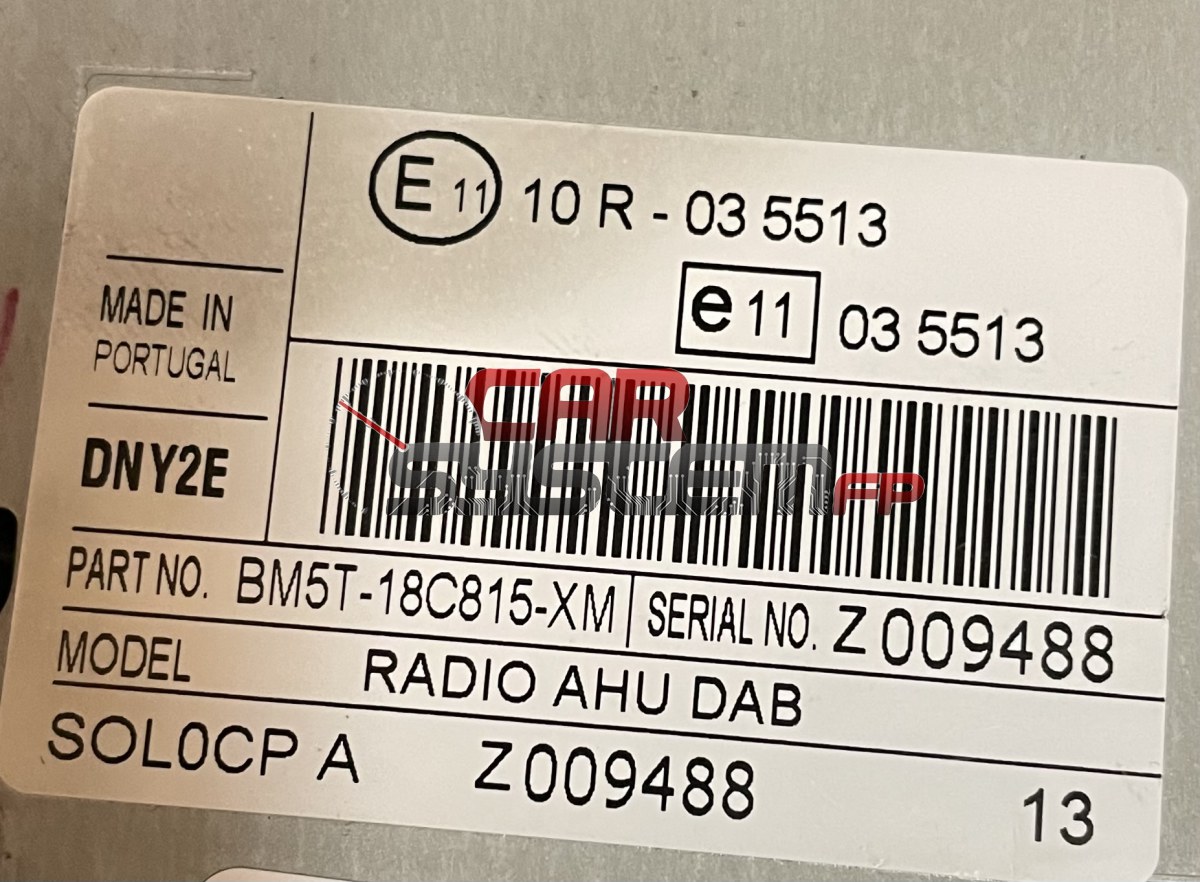 E 11 10 R - 03 5513
e 11 03 5513
MADE IN
PORTUGAL
DNY2E
CAR
SYSTEM FP
PART NO. BM5T-18C815-XM SERIAL NO. Z009488
MODEL RADIO AHU DAB
SOL0CP A Z009488 13